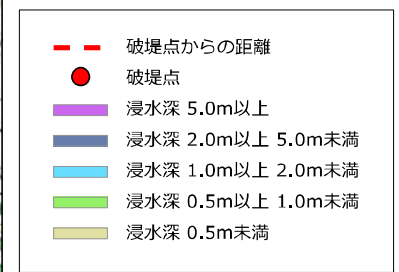 破堤点からの距離
破堤点
浸水深 5.0m以上
浸水深 2.0m以上 5.0m未満
浸水深 1.0m以上 2.0m未満
浸水深 0.5m以上 1.0m未満
浸水深 0.5m未満